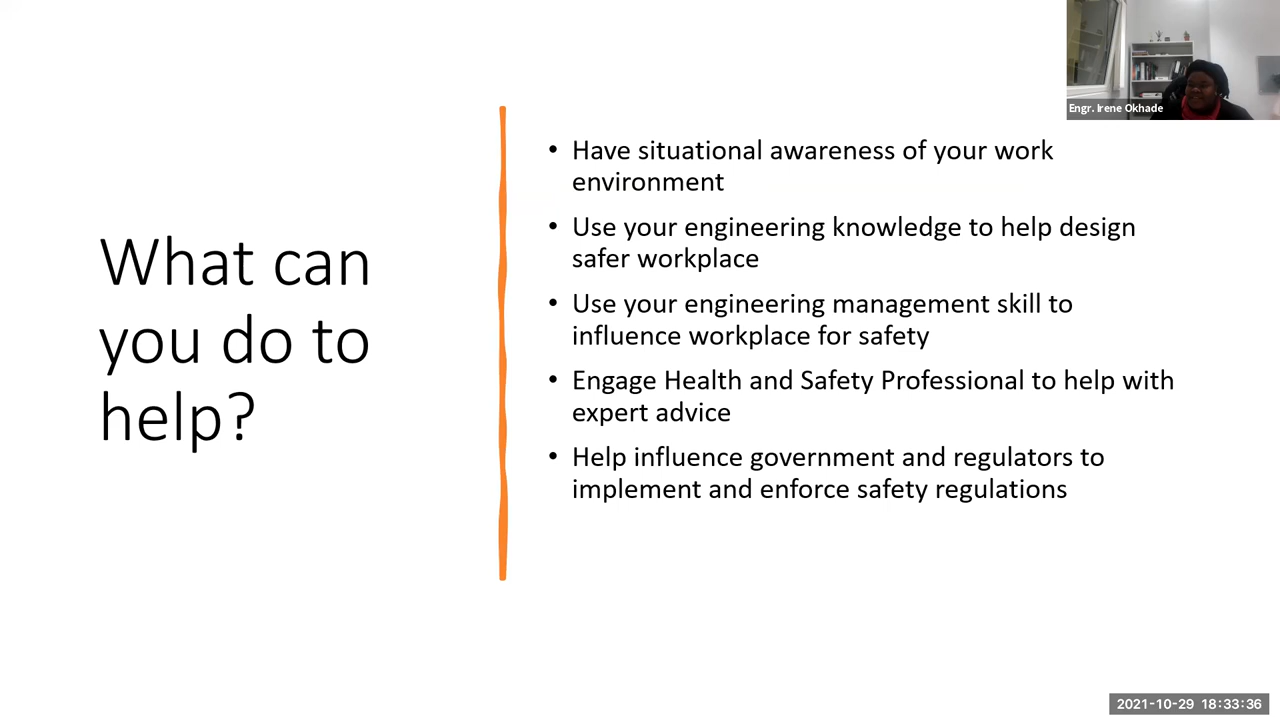 Engr. Irene Okhade
What can
you do to
help?
• Have situational awareness of your work
environment
• Use your engineering knowledge to help design
safer workplace
• Use your engineering management skill to
influence workplace for safety
• Engage Health and Safety Professional to help with
expert advice
• Help influence government and regulators to
implement and enforce safety regulations
2021-10-29 18:33:36